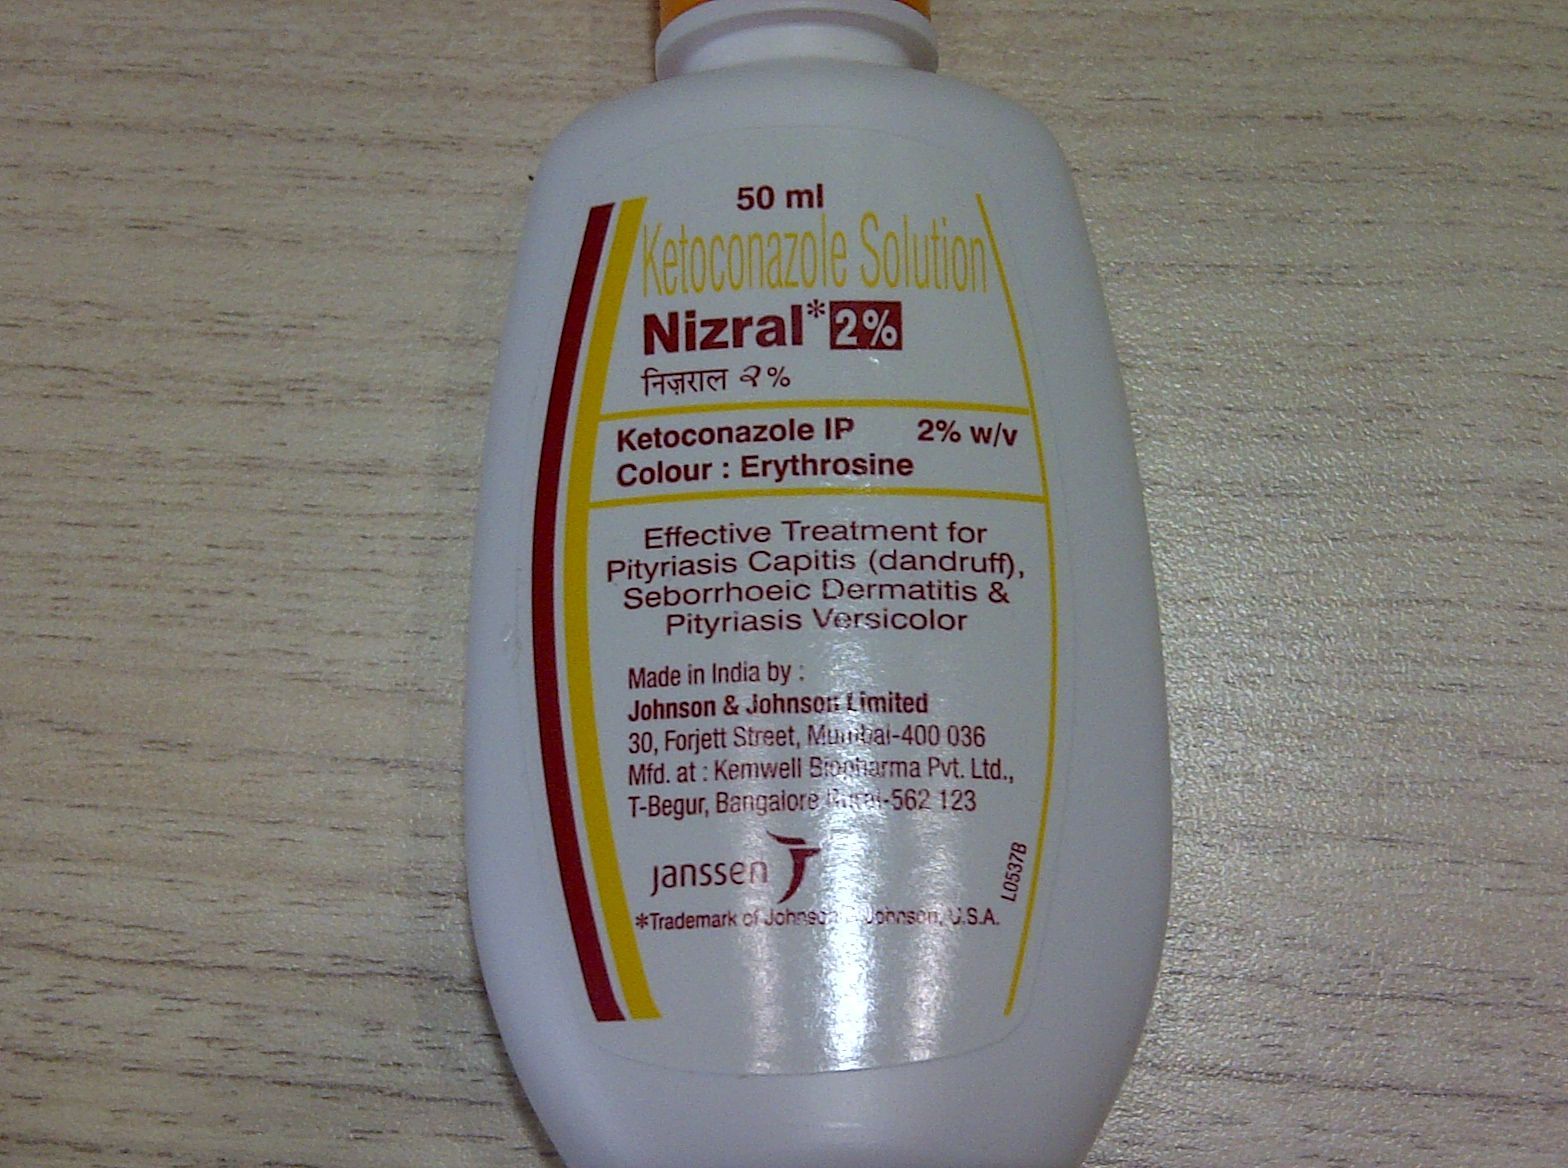 50 ml
Ketoconazole Solution
Nizral* 2%
निज़राल २%
Ketoconazole IP 2% w/v
Colour : Erythrosine
Effective Treatment for
Pityriasis Capitis (dandruff),
Seborrhoeic Dermatitis &
Pityriasis Versicolor
Made in India by :
Johnson & Johnson Limited
30, Forjett Street, Mumbai-400 036
Mfd. at : Kemwell Biopharma Pvt. Ltd.,
T-Begur, Bangalore Rural-562 123
janssen
L0537B
*Trademark of Johnson & Johnson, U.S.A.